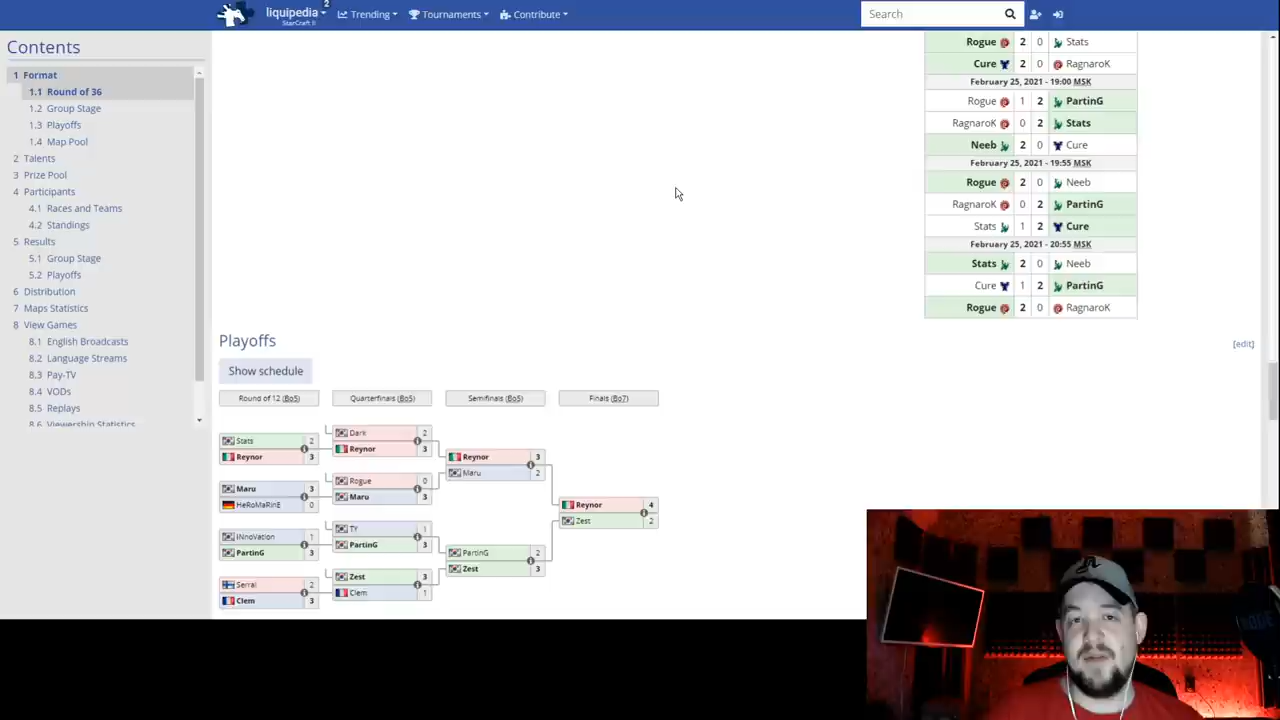 liquipedia
StarCraft II
2
Trending
Tournaments
Contribute
Search
Contents
1 Format
1.1 Round of 36
1.2 Group Stage
1.3 Playoffs
1.4 Map Pool
2 Talents
3 Prize Pool
4 Participants
4.1 Races and Teams
4.2 Standings
5 Results
5.1 Group Stage
5.2 Playoffs
6 Distribution
7 Maps Statistics
8 View Games
8.1 English Broadcasts
8.2 Language Streams
8.3 Pay-TV
8.4 VODs
8.5 Replays
8.6 Viewership Statistics
Rogue 2 0 Stats
Cure 2 0 RagnaroK
February 25, 2021 - 19:00 MSK
Rogue 1 2 PartinG
RagnaroK 0 2 Stats
Neeb 2 0 Cure
February 25, 2021 - 19:55 MSK
Rogue 2 0 Neeb
RagnaroK 0 2 PartinG
Stats 1 2 Cure
February 25, 2021 - 20:55 MSK
Stats 2 0 Neeb
Cure 1 2 PartinG
Rogue 2 0 RagnaroK
Playoffs
[edit]
Show schedule
Round of 12 (Bo5)
Stats 2
Reynor 3
Maru 3
HeRoMaRinE 0
INnoVation 1
PartinG 3
Serral 2
Clem 3
Quarterfinals (Bo5)
Dark 2
Reynor 3
Rogue 0
Maru 3
TY 1
PartinG 3
Zest 3
Clem 1
Semifinals (Bo5)
Reynor 3
Maru 2
PartinG 2
Zest 3
Finals (Bo7)
Reynor 4
Zest 2